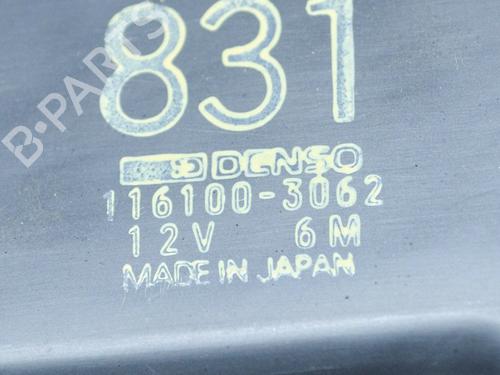 831
DENSO
116100-3062
12V 6M
MADE IN JAPAN
B-PARTS